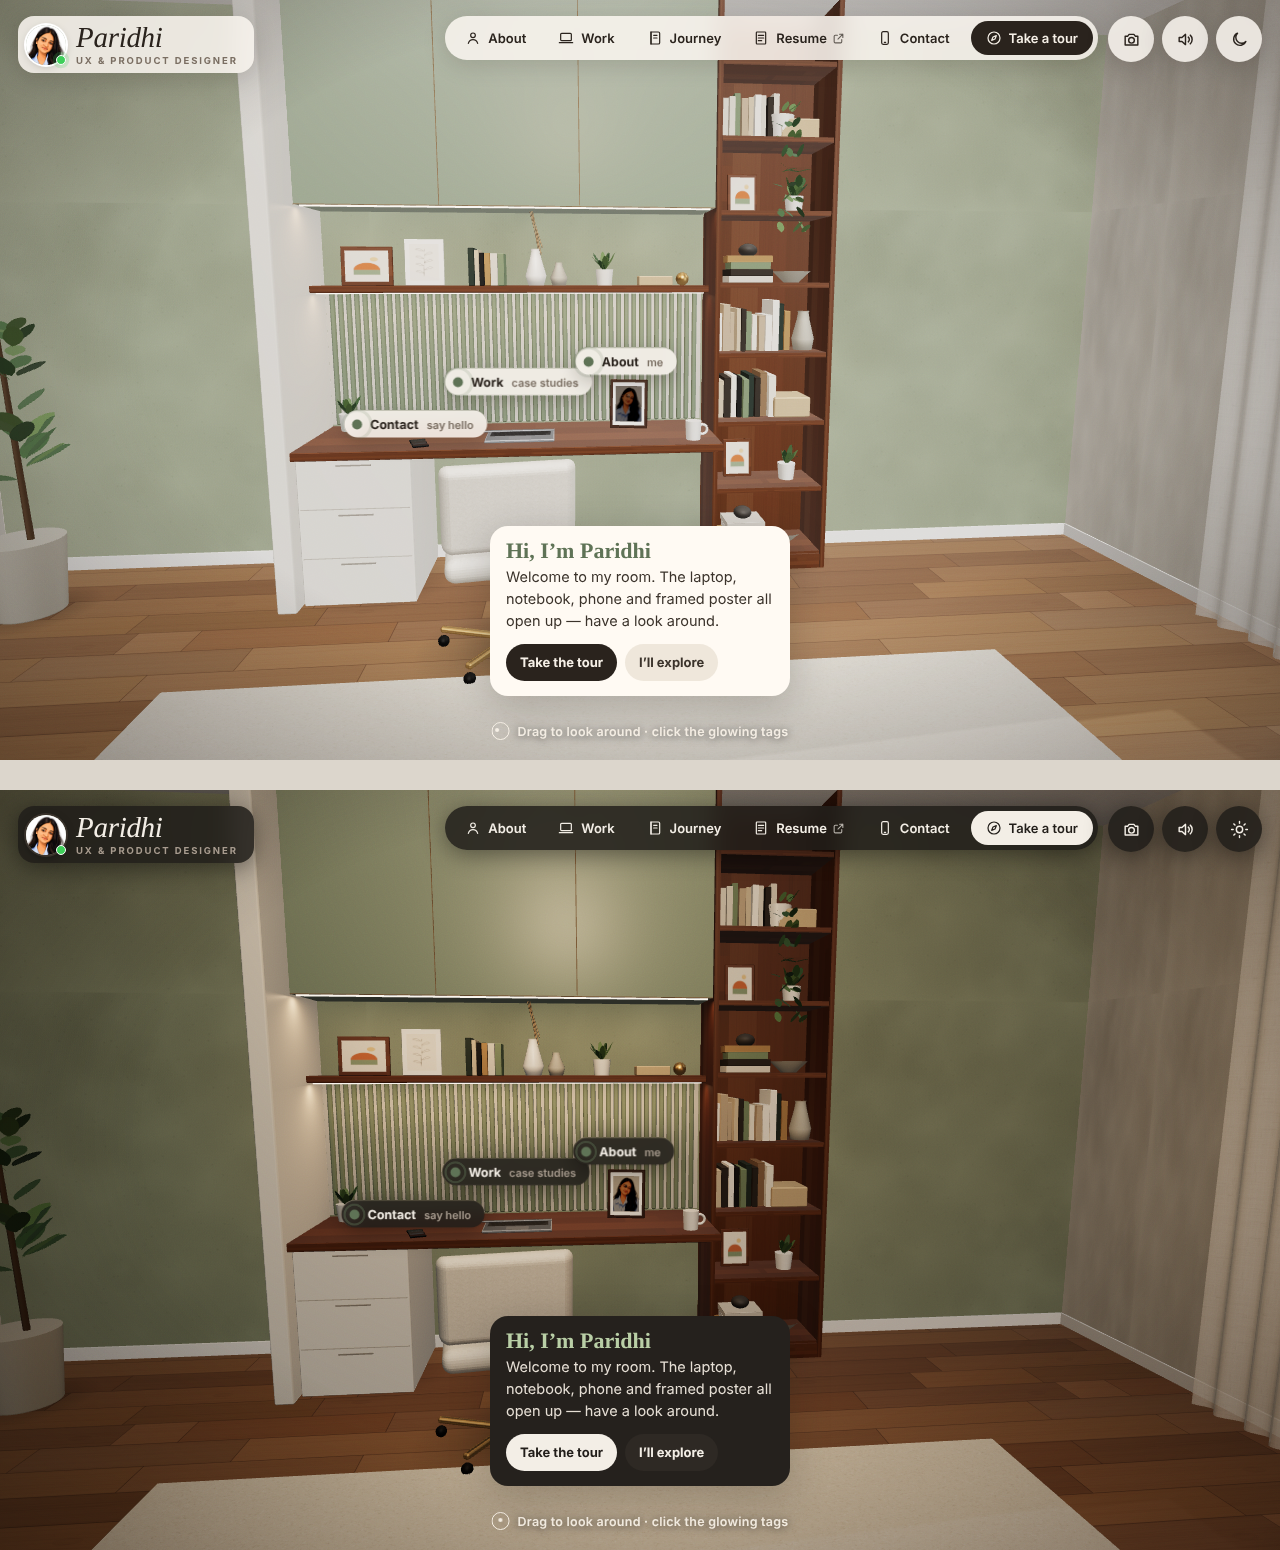 Paridhi
UX & PRODUCT DESIGNER
About
Work
Journey
Resume
Contact
Take a tour
About me
Work case studies
Contact say hello
Hi, I’m Paridhi
Welcome to my room. The laptop,
notebook, phone and framed poster all
open up — have a look around.
Take the tour
I’ll explore
Drag to look around · click the glowing tags
Paridhi
UX & PRODUCT DESIGNER
About
Work
Journey
Resume
Contact
Take a tour
About me
Work case studies
Contact say hello
Hi, I’m Paridhi
Welcome to my room. The laptop,
notebook, phone and framed poster all
open up — have a look around.
Take the tour
I’ll explore
Drag to look around · click the glowing tags